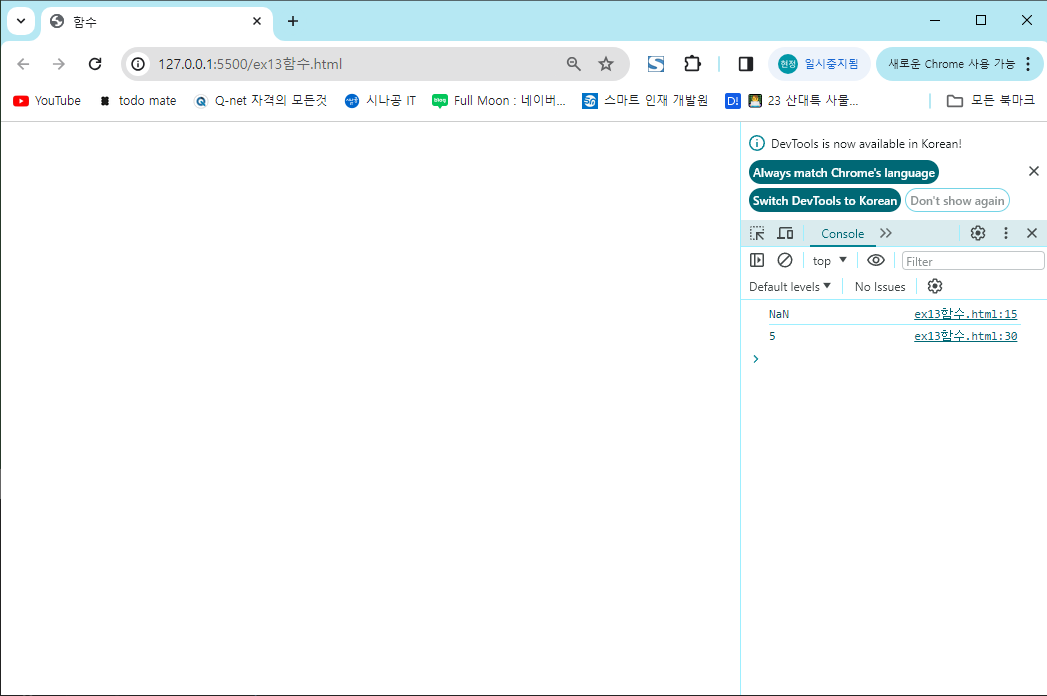 함수
127.0.0.1:5500/ex13함수.html
현정 일시중지됨
새로운 Chrome 사용 가능
YouTube
todo mate
Q Q-net 자격의 모든것
시나공 IT
blog Full Moon : 네이버...
스마트 인재 개발원
D!
23 산대특 사물...
모든 북마크
DevTools is now available in Korean!
Always match Chrome's language
Switch DevTools to Korean
Don't show again
Console
top
Filter
Default levels
No Issues
NaN ex13함수.html:15
5 ex13함수.html:30